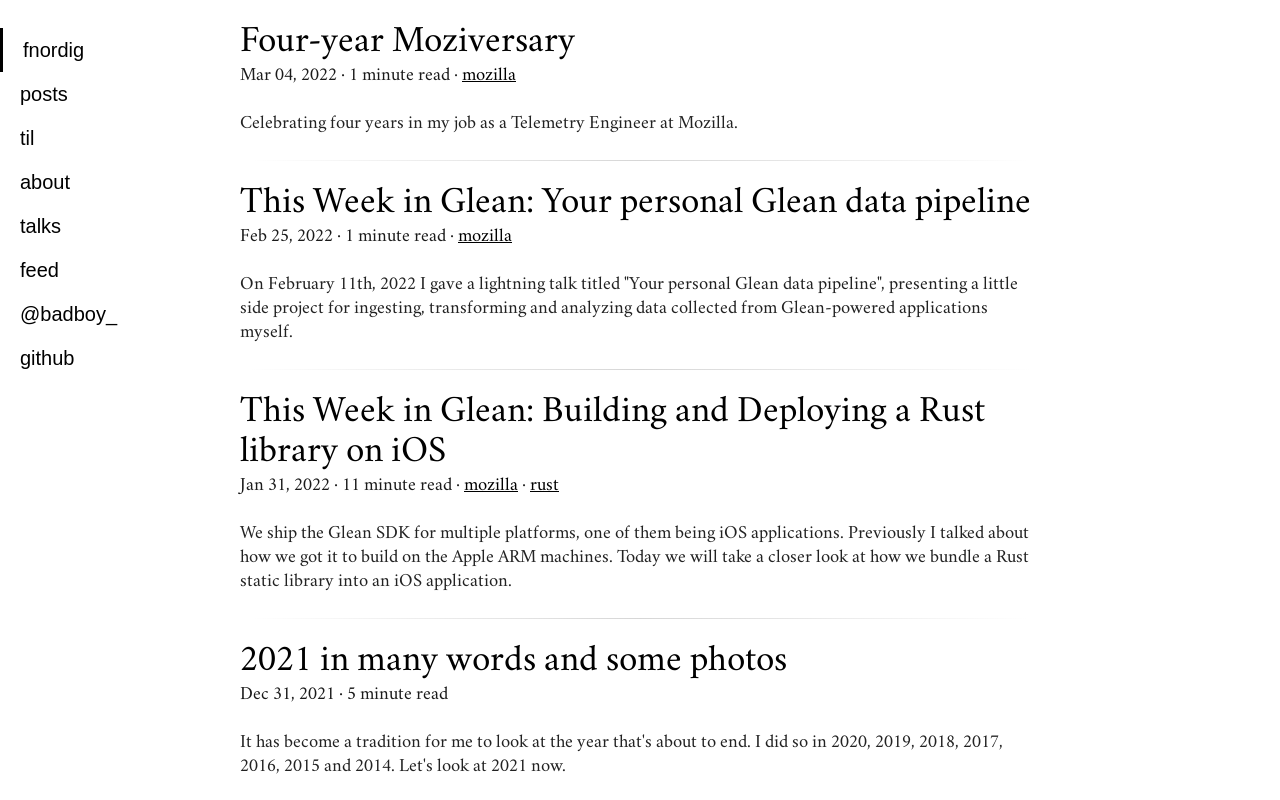 fnordig
posts
til
about
talks
feed
@badboy_
github
Four-year Moziversary
Mar 04, 2022 · 1 minute read · mozilla
Celebrating four years in my job as a Telemetry Engineer at Mozilla.
This Week in Glean: Your personal Glean data pipeline
Feb 25, 2022 · 1 minute read · mozilla
On February 11th, 2022 I gave a lightning talk titled "Your personal Glean data pipeline", presenting a little
side project for ingesting, transforming and analyzing data collected from Glean-powered applications
myself.
This Week in Glean: Building and Deploying a Rust
library on iOS
Jan 31, 2022 · 11 minute read · mozilla · rust
We ship the Glean SDK for multiple platforms, one of them being iOS applications. Previously I talked about
how we got it to build on the Apple ARM machines. Today we will take a closer look at how we bundle a Rust
static library into an iOS application.
2021 in many words and some photos
Dec 31, 2021 · 5 minute read
It has become a tradition for me to look at the year that's about to end. I did so in 2020, 2019, 2018, 2017,
2016, 2015 and 2014. Let's look at 2021 now.